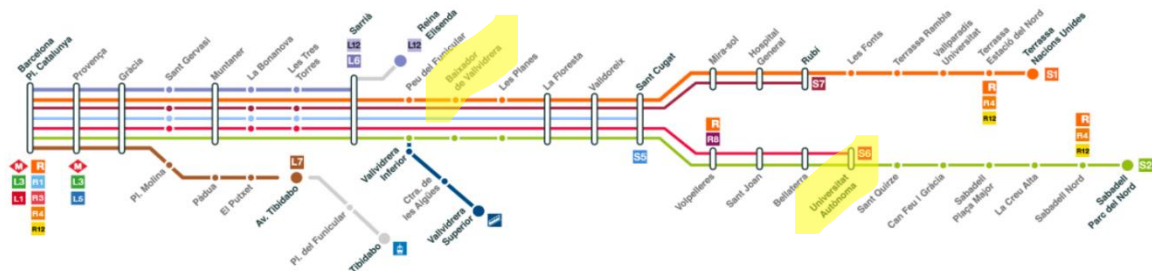 Barcelona
Pl. Catalunya
Provença
Gràcia
Sant Gervasi
Muntaner
La Bonanova
Les Tres
Torres
Sarrià
L12
L6
Reina
Elisenda
L12
Peu del Funicular
Baixador
de Vallvidrera
Les Planes
La Floresta
Valldoreix
Sant Cugat
Mira-sol
Hospital
General
Rubí
Les Fonts
Terrassa Rambla
Vallparadís
Universitat
Terrassa
Estació del Nord
Terrassa
Nacions Unides
S1
S7
R
R4
R12
M
L3
L1
R
R1
R3
R4
R12
M
L3
L5
Pl. Molina
Pàdua
El Putxet
Av. Tibidabo
L7
Pl. del Funicular
Tibidabo
Vallvidrera
Inferior
Ctra. de
les Aigües
Vallvidrera
Superior
S5
R
R8
Volpelleres
Sant Joan
Bellaterra
Universitat
Autònoma
S6
Sant Quirze
Can Feu i Gràcia
Sabadell
Plaça Major
La Creu Alta
Sabadell Nord
R
R4
R12
Sabadell
Parc del Nord
S2